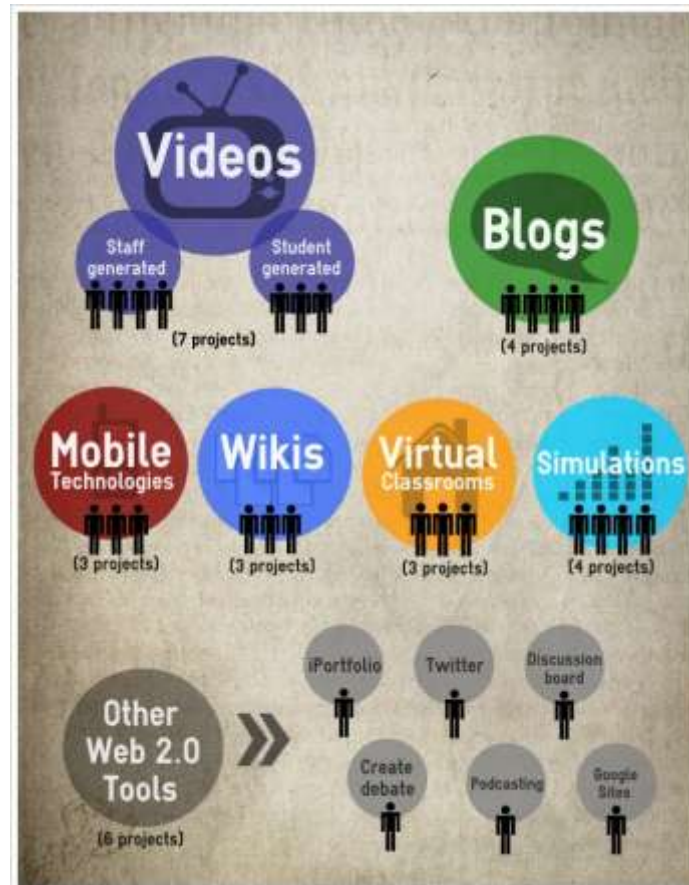 Videos
Staff
generated
Student
generated
(7 projects)
Blogs
(4 projects)
Mobile
Technologies
(3 projects)
Wikis
(3 projects)
Virtual
Classrooms
(3 projects)
Simulations
(4 projects)
Other
Web 2.0
Tools
(6 projects)
iPortfolio
Twitter
Discussion
board
Create
debate
Podcasting
Google
Sites